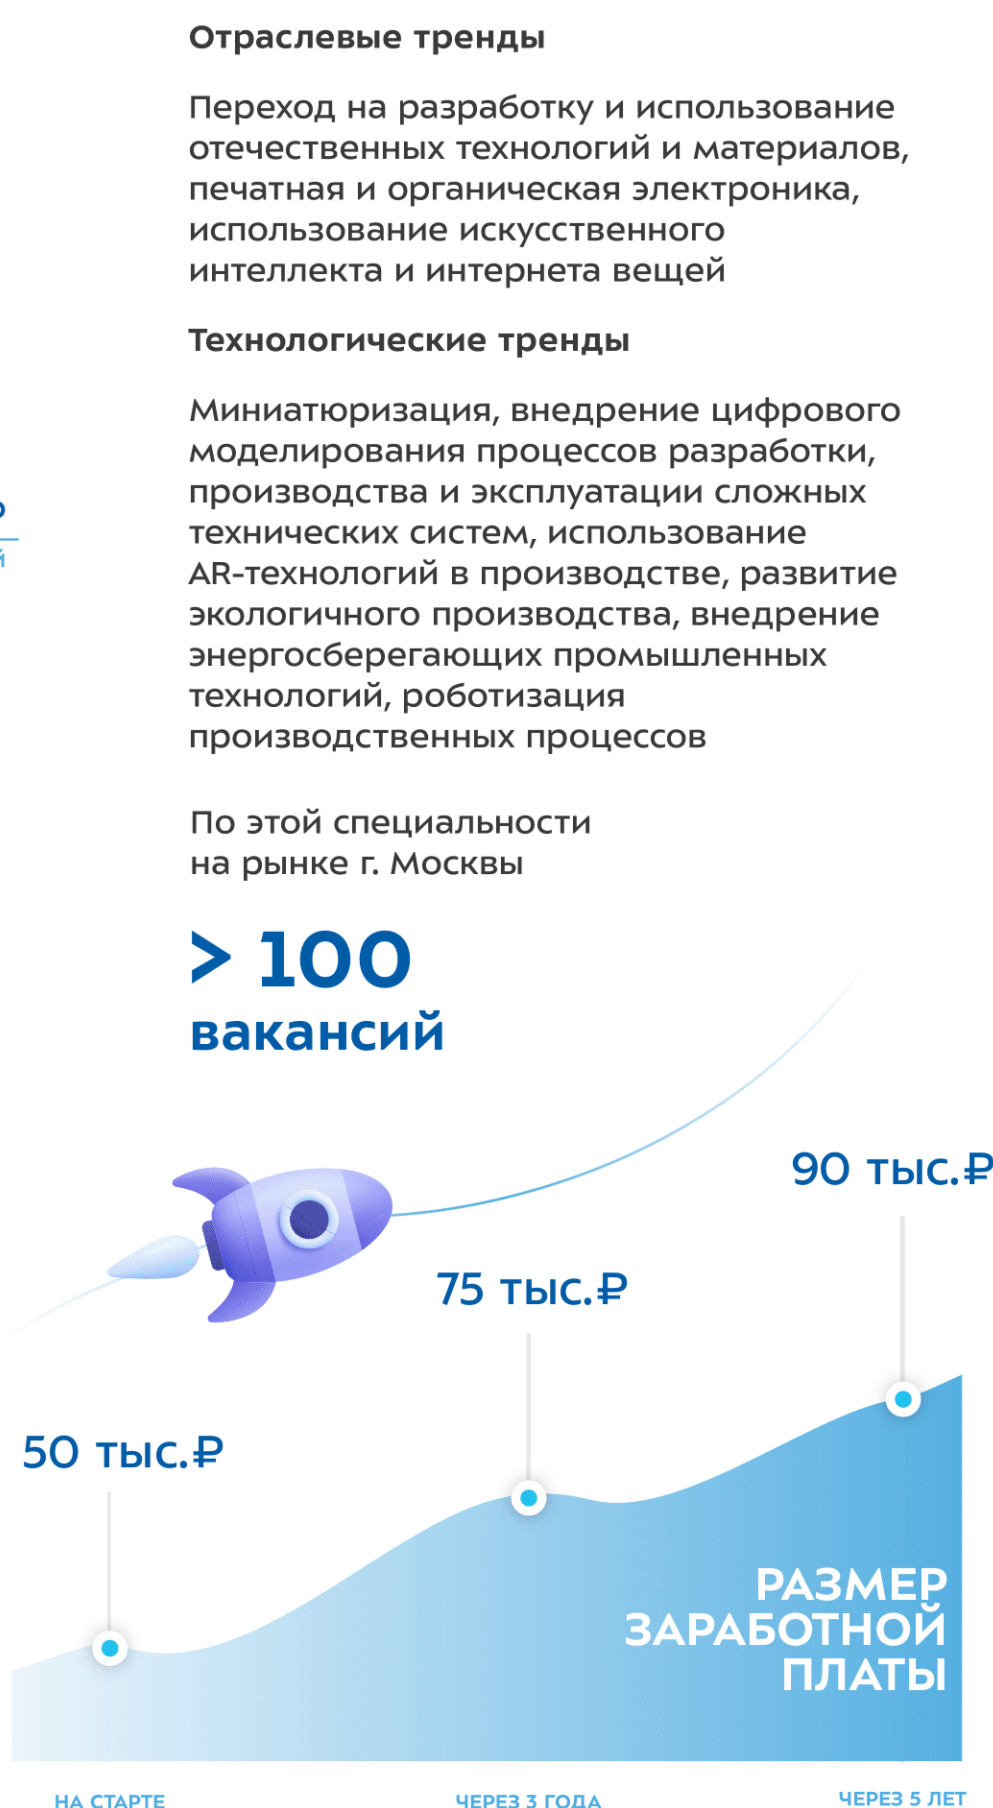 Отраслевые тренды
Переход на разработку и использование
отечественных технологий и материалов,
печатная и органическая электроника,
использование искусственного
интеллекта и интернета вещей
Технологические тренды
Миниатюризация, внедрение цифрового
моделирования процессов разработки,
производства и эксплуатации сложных
технических систем, использование
AR-технологий в производстве, развитие
экологичного производства, внедрение
энергосберегающих промышленных
технологий, роботизация
производственных процессов
По этой специальности
на рынке г. Москвы
> 100
вакансий
90 тыс.₽
75 тыс.₽
50 тыс.₽
РАЗМЕР
ЗАРАБОТНОЙ
ПЛАТЫ
НА СТАРТЕ
ЧЕРЕЗ 3 ГОДА
ЧЕРЕЗ 5 ЛЕТ